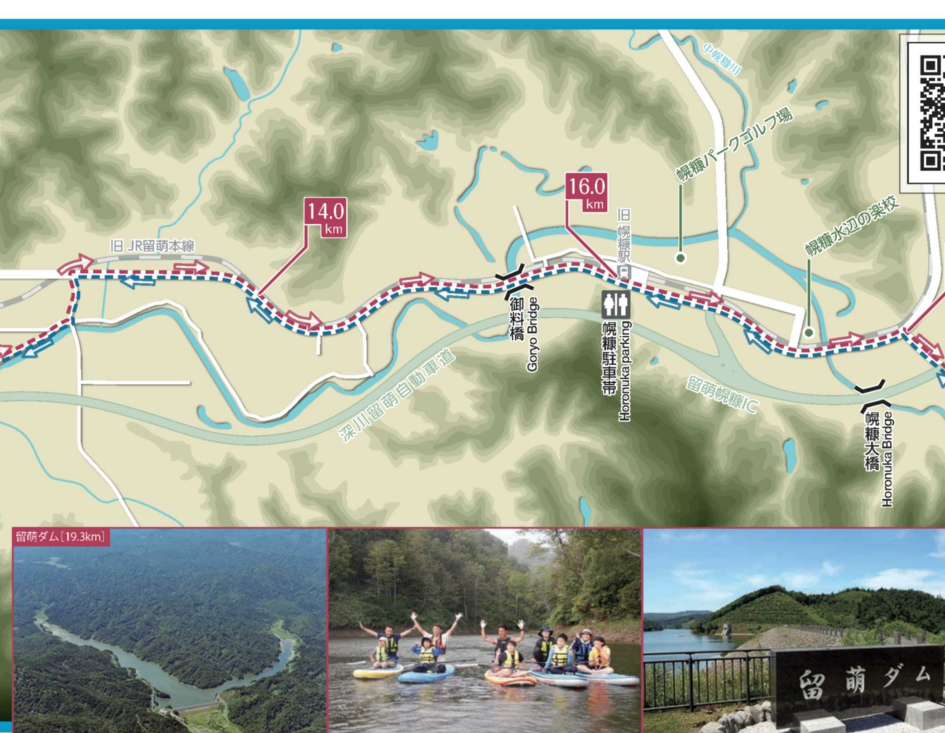 中幌糠川
幌糠パークゴルフ場
16.0
km
14.0
km
旧 幌糠駅
幌糠水辺の楽校
旧 JR留萌本線
御料橋
Goryo Bridge
幌糠駐車帯
Horonuka parking
深川留萌自動車道
留萌幌糠IC
幌糠大橋
Horonuka Bridge
留萌ダム[19.3km]
留萌ダム